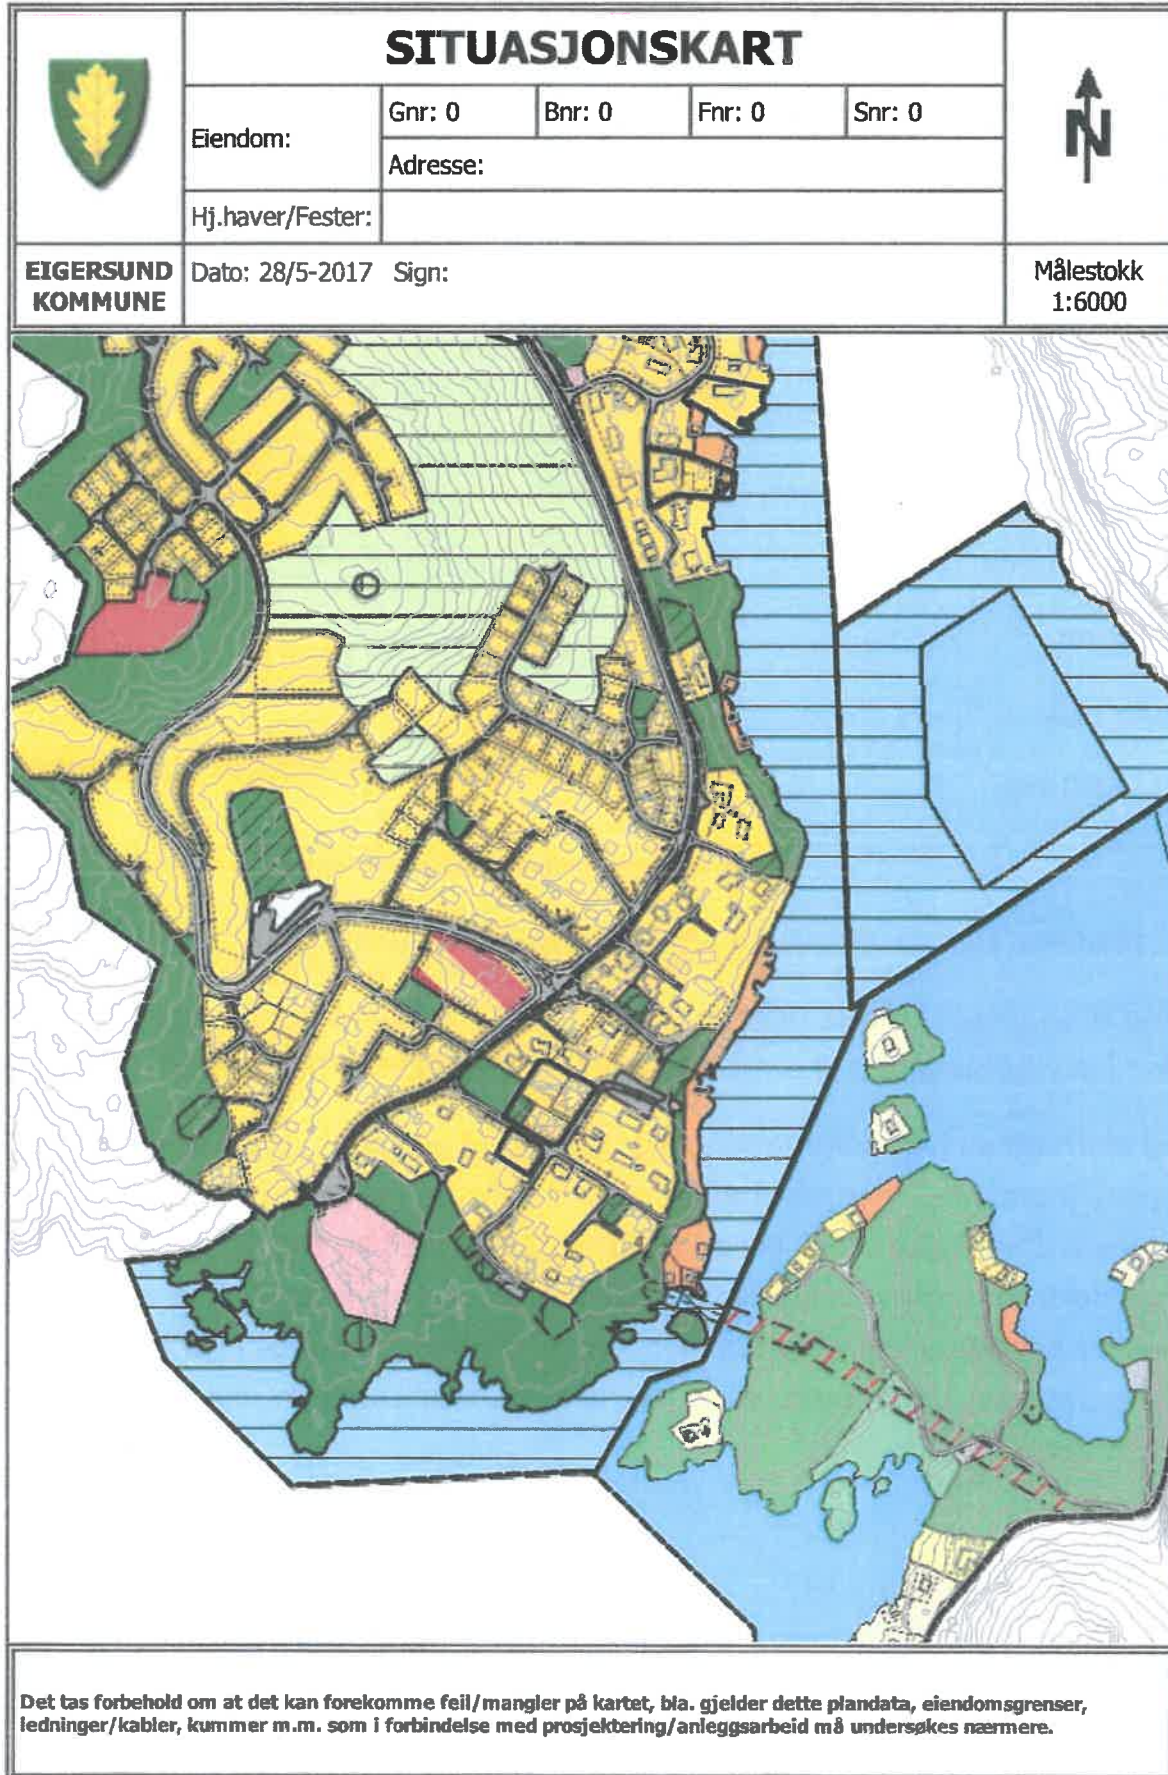 SITUASJONSKART
Eiendom:
Gnr: 0
Bnr: 0
Fnr: 0
Snr: 0
Adresse:
Hj.haver/Fester:
N
EIGERSUND
KOMMUNE
Dato: 28/5-2017 Sign:
Målestokk
1:6000
Det tas forbehold om at det kan forekomme feil/mangler på kartet, bla. gjelder dette plandata, eiendomsgrenser,
ledninger/kabler, kummer m.m. som i forbindelse med prosjektering/anleggsarbeid må undersøkes nærmere.